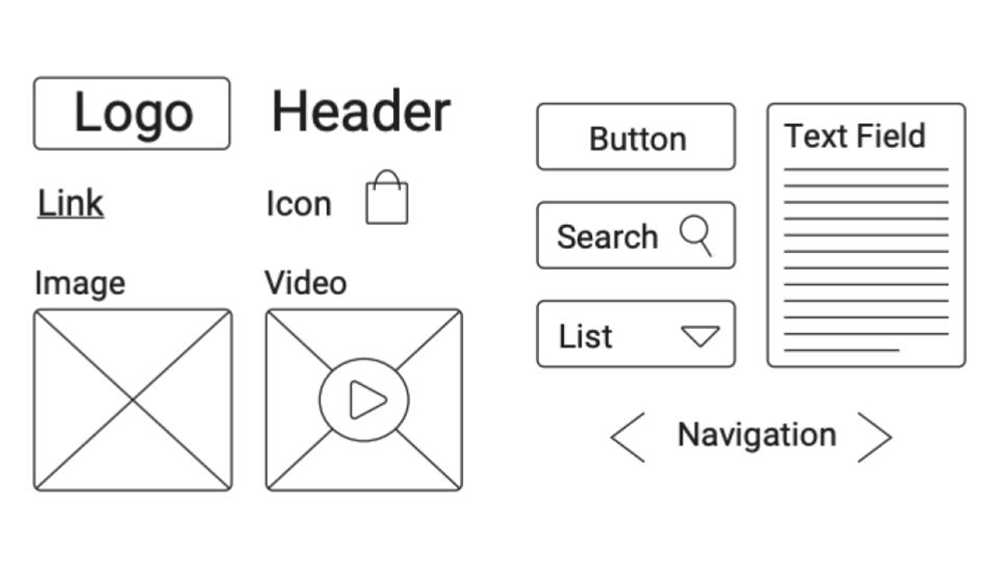 Logo
Header
Link
Icon
Image
Video
Button
Search
List
Text Field
Navigation